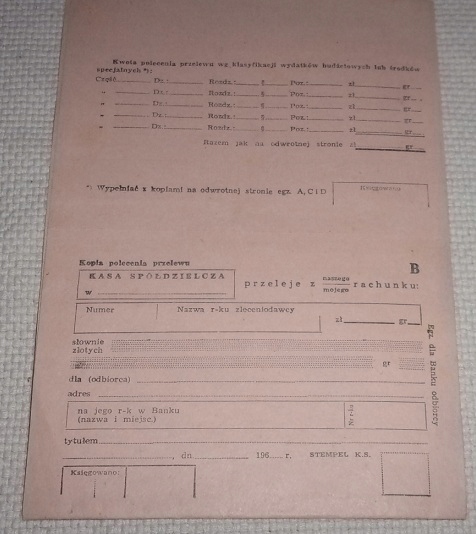 Kwota polecenia przelewu wg klasyfikacji wydatków budżetowych lub środków
specjalnych *):
Część Dz.: Rozdz.: § Poz.: zł gr
„ Dz.: Rozdz.: § Poz.: zł gr
„ Dz.: Rozdz.: § Poz.: zł gr
„ Dz.: Rozdz.: § Poz.: zł gr
„ Dz.: Rozdz.: § Poz.: zł gr
Razem jak na odwrotnej stronie zł gr
*) Wypełniać z kopiami na odwrotnej stronie egz. A, C i D
Księgowano
Kopia polecenia przelewu
B
KASA SPÓŁDZIELCZA
w
przeleje z naszego
mojego rachunku:
Numer Nazwa r-ku zleceniodawcy
zł gr
słownie
złotych
gr
dla (odbiorca)
adres
na jego r-k w Banku
(nazwa i miejsc.)
Nr r-ku
tytułem
, dn. 196 r. STEMPEL K.S.
Księgowano:
Egz. dla Banku odbiorcy